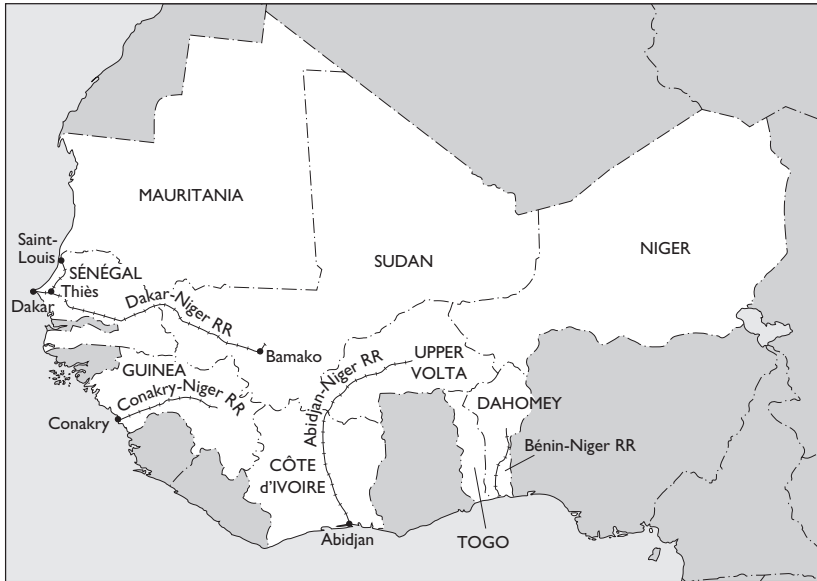 MAURITANIA
Saint-
Louis
SÉNÉGAL
Thiès
Dakar
Dakar-Niger RR
Bamako
SUDAN
NIGER
GUINEA
Conakry-Niger RR
Conakry
Abidjan-Niger RR
UPPER
VOLTA
DAHOMEY
Bénin-Niger RR
CÔTE
d'IVOIRE
Abidjan
TOGO